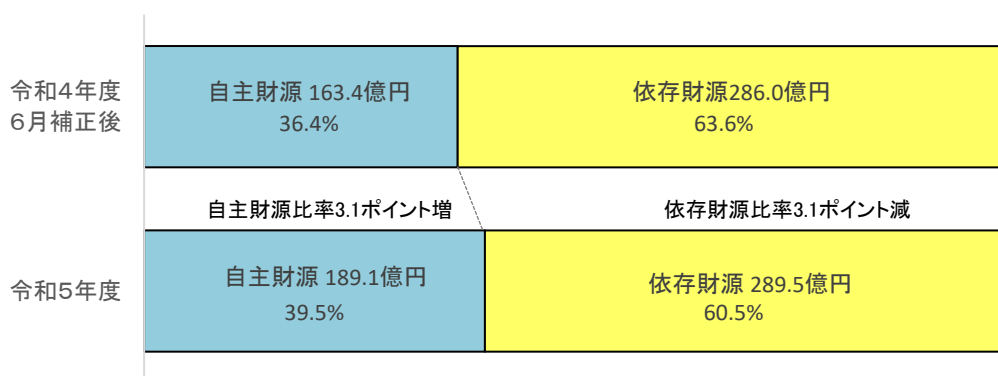 令和4年度
6月補正後
自主財源 163.4億円
36.4%
依存財源286.0億円
63.6%
自主財源比率3.1ポイント増
依存財源比率3.1ポイント減
令和5年度
自主財源 189.1億円
39.5%
依存財源 289.5億円
60.5%